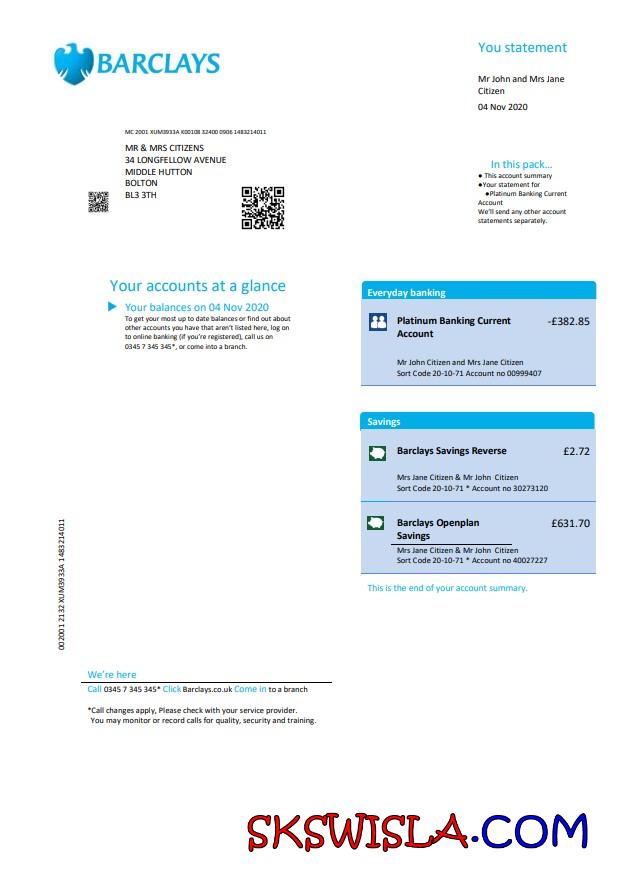 BARCLAYS
You statement
Mr John and Mrs Jane
Citizen
04 Nov 2020
MC 2001 XUM3933A K00108 32400 0906 1483214011
MR & MRS CITIZENS
34 LONGFELLOW AVENUE
MIDDLE HUTTON
BOLTON
BL3 3TH
In this pack...
● This account summary
●Your statement for
●Platinum Banking Current
Account
We'll send any other account
statements separately.
Your accounts at a glance
Your balances on 04 Nov 2020
To get your most up to date balances or find out about
other accounts you have that aren't listed here, log on
to online banking (if you're registered), call us on
0345 7 345 345*, or come into a branch.
Everyday banking
Platinum Banking Current -£382.85
Account
Mr John Citizen and Mrs Jane Citizen
Sort Code 20-10-71 Account no 00999407
Savings
Barclays Savings Reverse £2.72
Mrs Jane Citizen & Mr John Citizen
Sort Code 20-10-71 * Account no 30273120
Barclays Openplan £631.70
Savings
Mrs Jane Citizen & Mr John Citizen
Sort Code 20-10-71 * Account no 40027227
This is the end of your account summary.
002001 2132 XUM3933A 1483214011
We're here
Call 0345 7 345 345* Click Barclays.co.uk Come in to a branch
*Call changes apply, Please check with your service provider.
You may monitor or record calls for quality, security and training.
SKSWISLA.COM